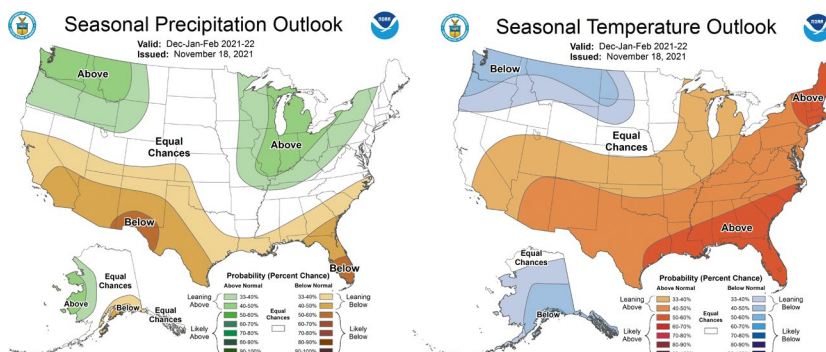 Seasonal Precipitation Outlook
Valid: Dec-Jan-Feb 2021-22
Issued: November 18, 2021
NOAA
Above
Equal
Chances
Above
Below
Below
Equal
Chances
Above
Below
Equal
Chances
Probability (Percent Chance)
Above Normal
Below Normal
Leaning
Above
33-40%
40-50%
Equal
Chances
33-40%
40-50%
Leaning
Below
Likely
Above
50-60%
60-70%
70-80%
80-90%
90-100%
50-60%
60-70%
70-80%
80-90%
90-100%
Likely
Below
Seasonal Temperature Outlook
Valid: Dec-Jan-Feb 2021-22
Issued: November 18, 2021
NOAA
Below
Above
Equal
Chances
Above
Equal
Chances
Below
Probability (Percent Chance)
Above Normal
Below Normal
Leaning
Above
33-40%
40-50%
Equal
Chances
33-40%
40-50%
Leaning
Below
Likely
Above
50-60%
60-70%
70-80%
80-90%
50-60%
60-70%
70-80%
80-90%
Likely
Below